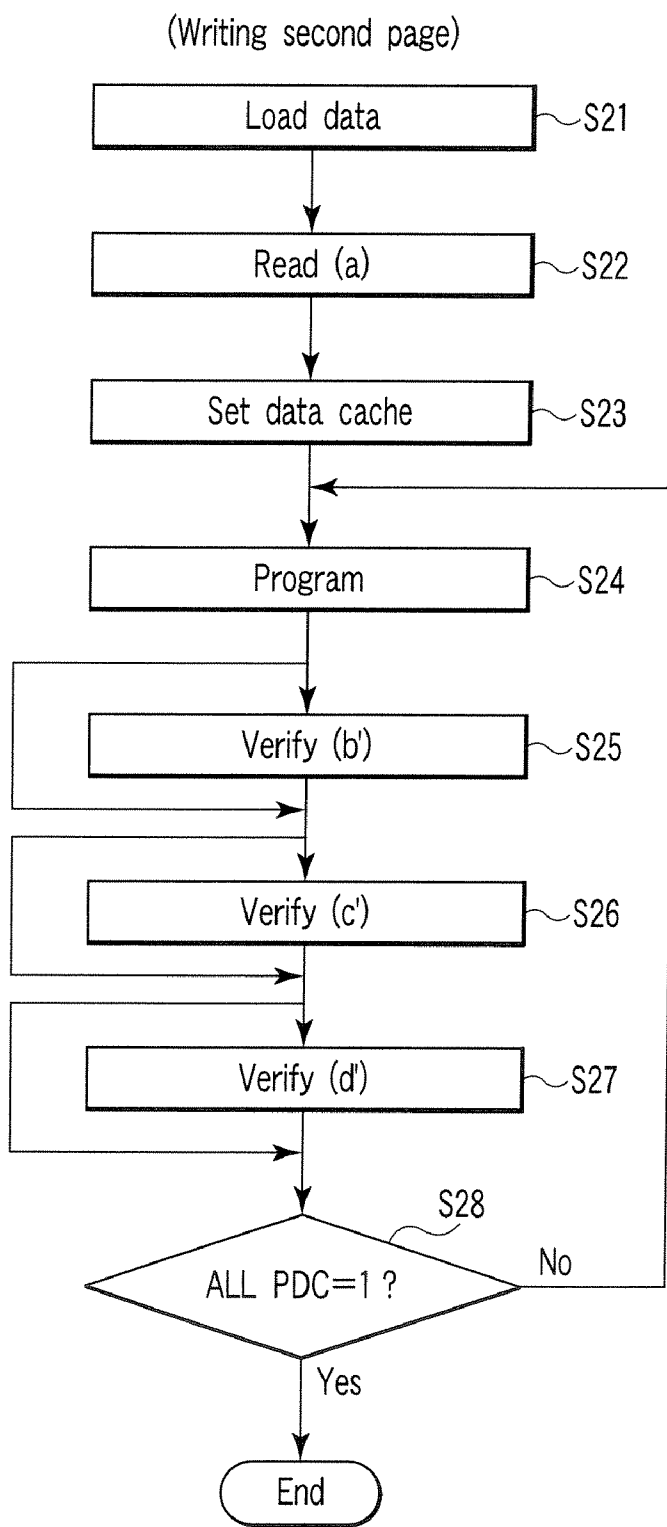 (Writing second page)
Load data
S21
Read (a)
S22
Set data cache
S23
Program
S24
Verify (b')
S25
Verify (c')
S26
Verify (d')
S27
S28
ALL PDC=1 ?
No
Yes
End